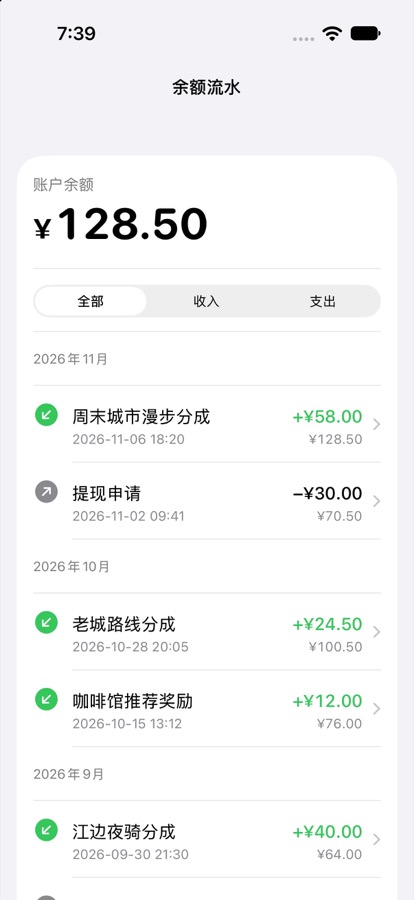 7:39
余额流水
账户余额
¥128.50
全部 收入 支出
2026年11月
周末城市漫步分成 +¥58.00
2026-11-06 18:20 ¥128.50
提现申请 −¥30.00
2026-11-02 09:41 ¥70.50
2026年10月
老城路线分成 +¥24.50
2026-10-28 20:05 ¥100.50
咖啡馆推荐奖励 +¥12.00
2026-10-15 13:12 ¥76.00
2026年9月
江边夜骑分成 +¥40.00
2026-09-30 21:30 ¥64.00